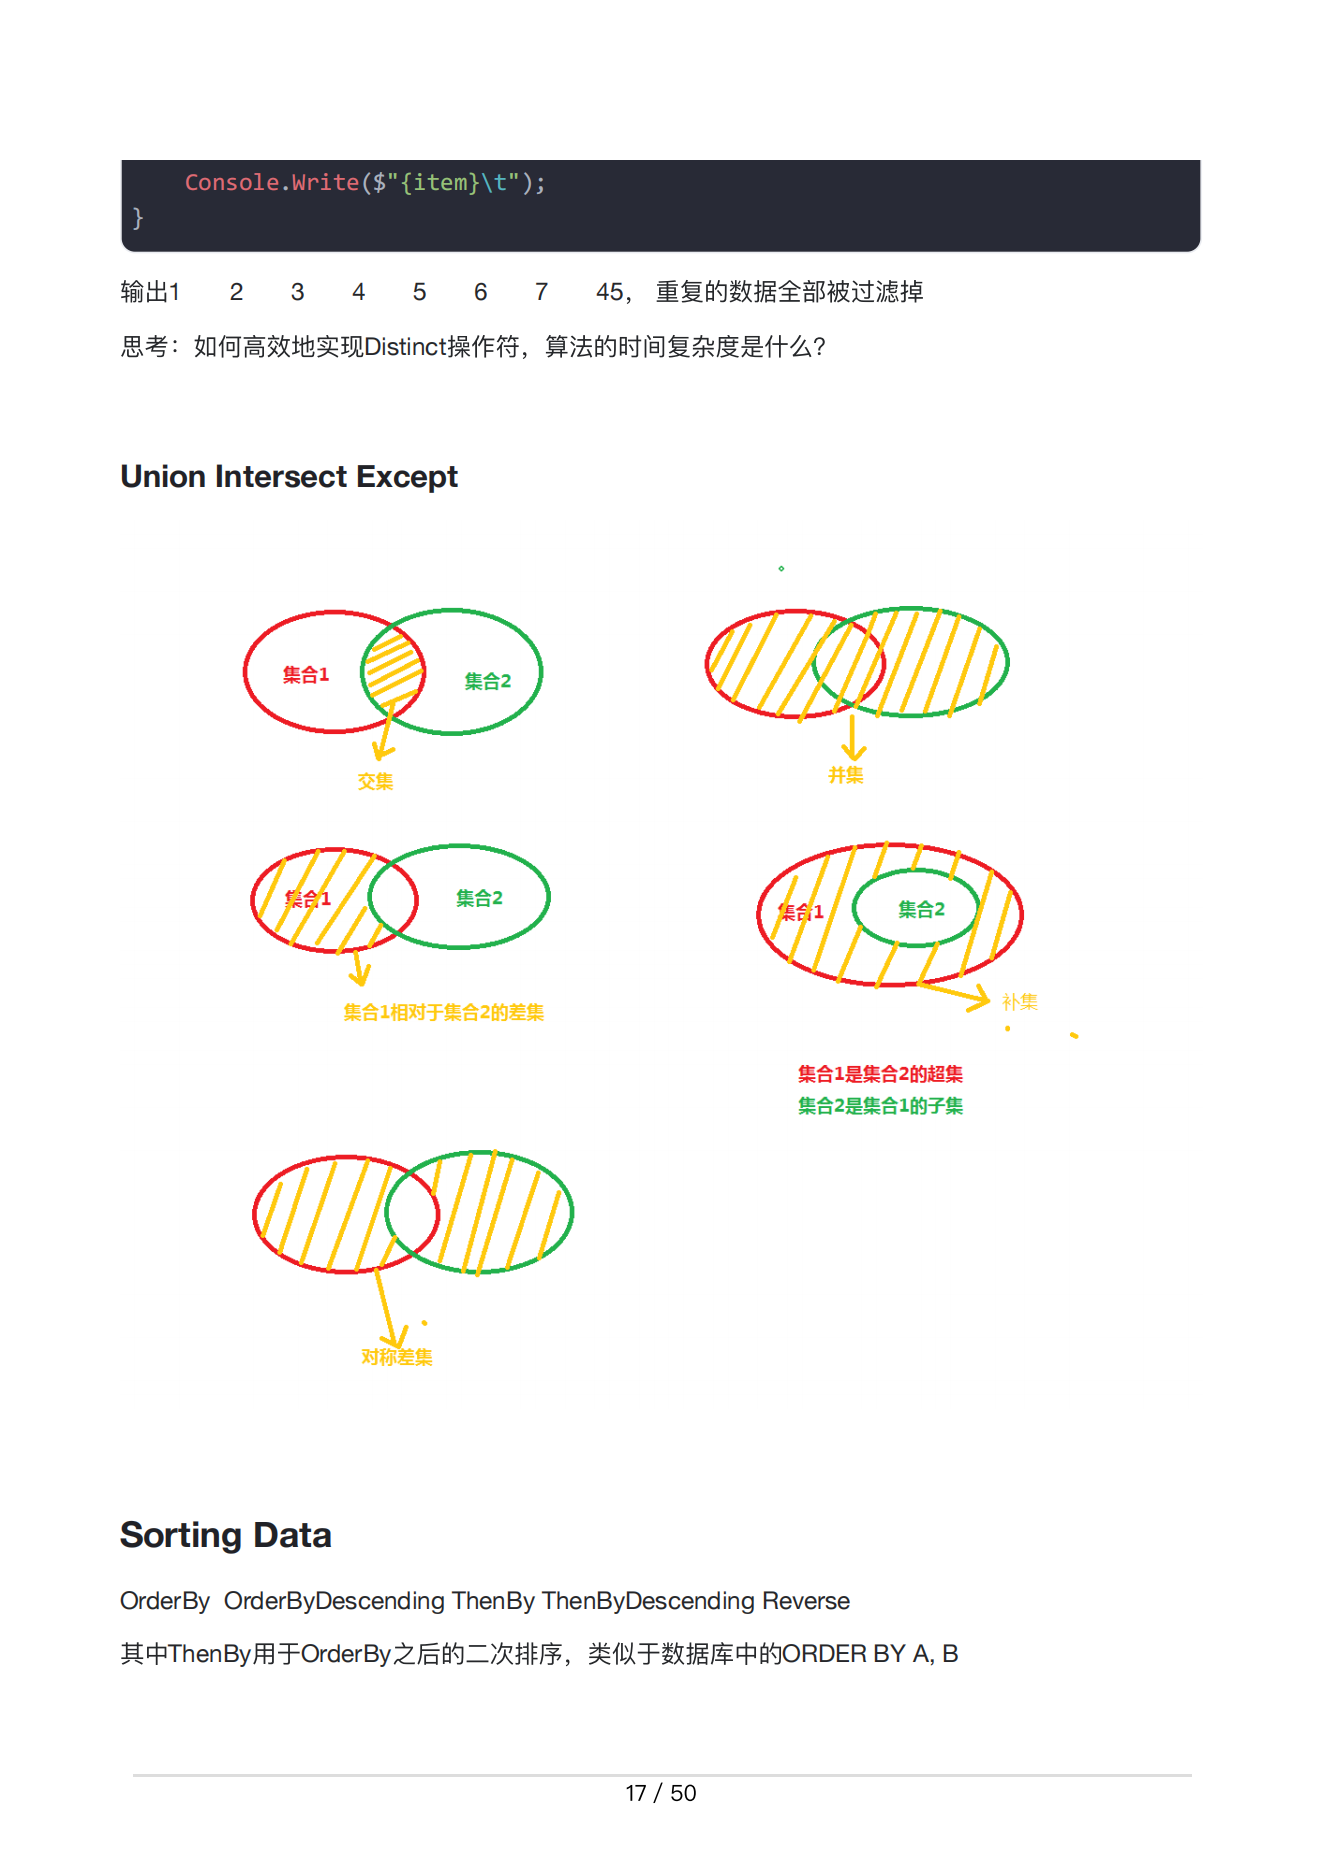 Console.Write($"{item}\t");
}
输出1 2 3 4 5 6 7 45， 重复的数据全部被过滤掉
思考：如何高效地实现Distinct操作符，算法的时间复杂度是什么？
Union Intersect Except
集合1
集合2
交集
并集
集合1
集合2
集合1相对于集合2的差集
集合1
集合2
补集
集合1是集合2的超集
集合2是集合1的子集
对称差集
Sorting Data
OrderBy OrderByDescending ThenBy ThenByDescending Reverse
其中ThenBy用于OrderBy之后的二次排序，类似于数据库中的ORDER BY A, B
17 / 50